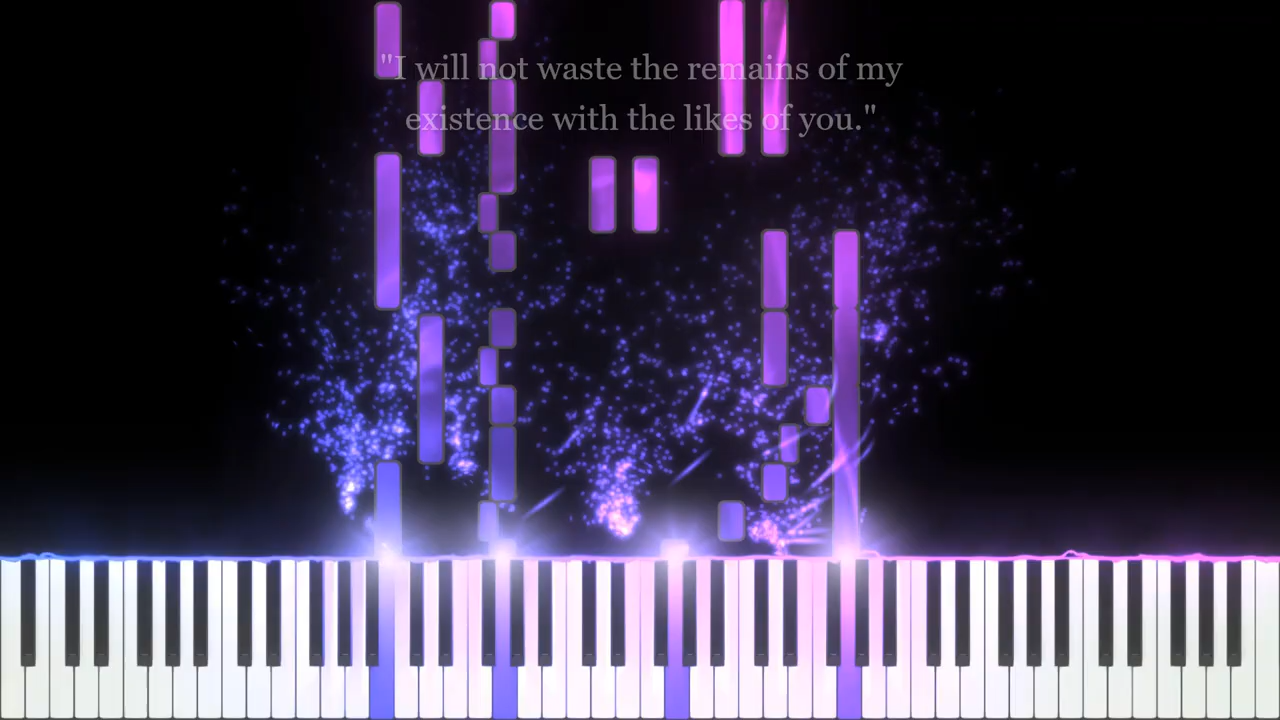 "I will not waste the remains of my
existence with the likes of you."